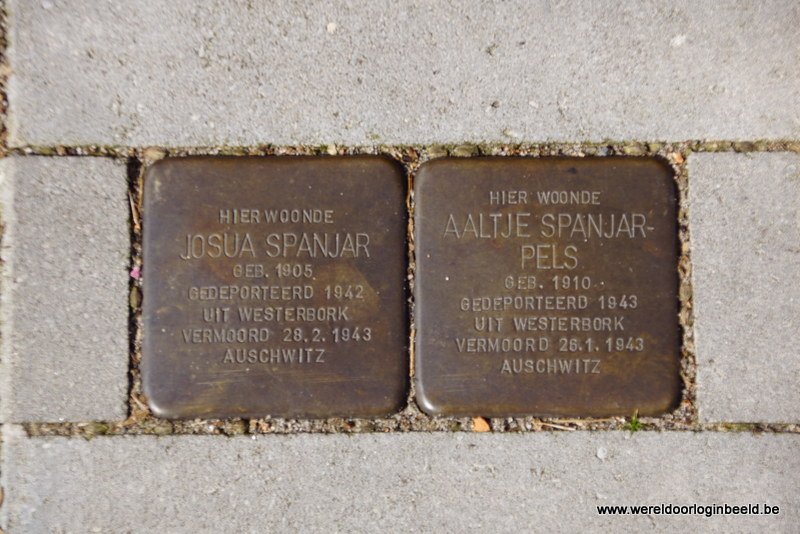 HIER WOONDE
JOSUA SPANJAR
GEB. 1905
GEDEPORTEERD 1942
UIT WESTERBORK
VERMOORD 28.2.1943
AUSCHWITZ
HIER WOONDE
AALTJE SPANJAR-
PELS
GEB. 1910
GEDEPORTEERD 1943
UIT WESTERBORK
VERMOORD 26.1.1943
AUSCHWITZ
www.wereldoorloginbeeld.be